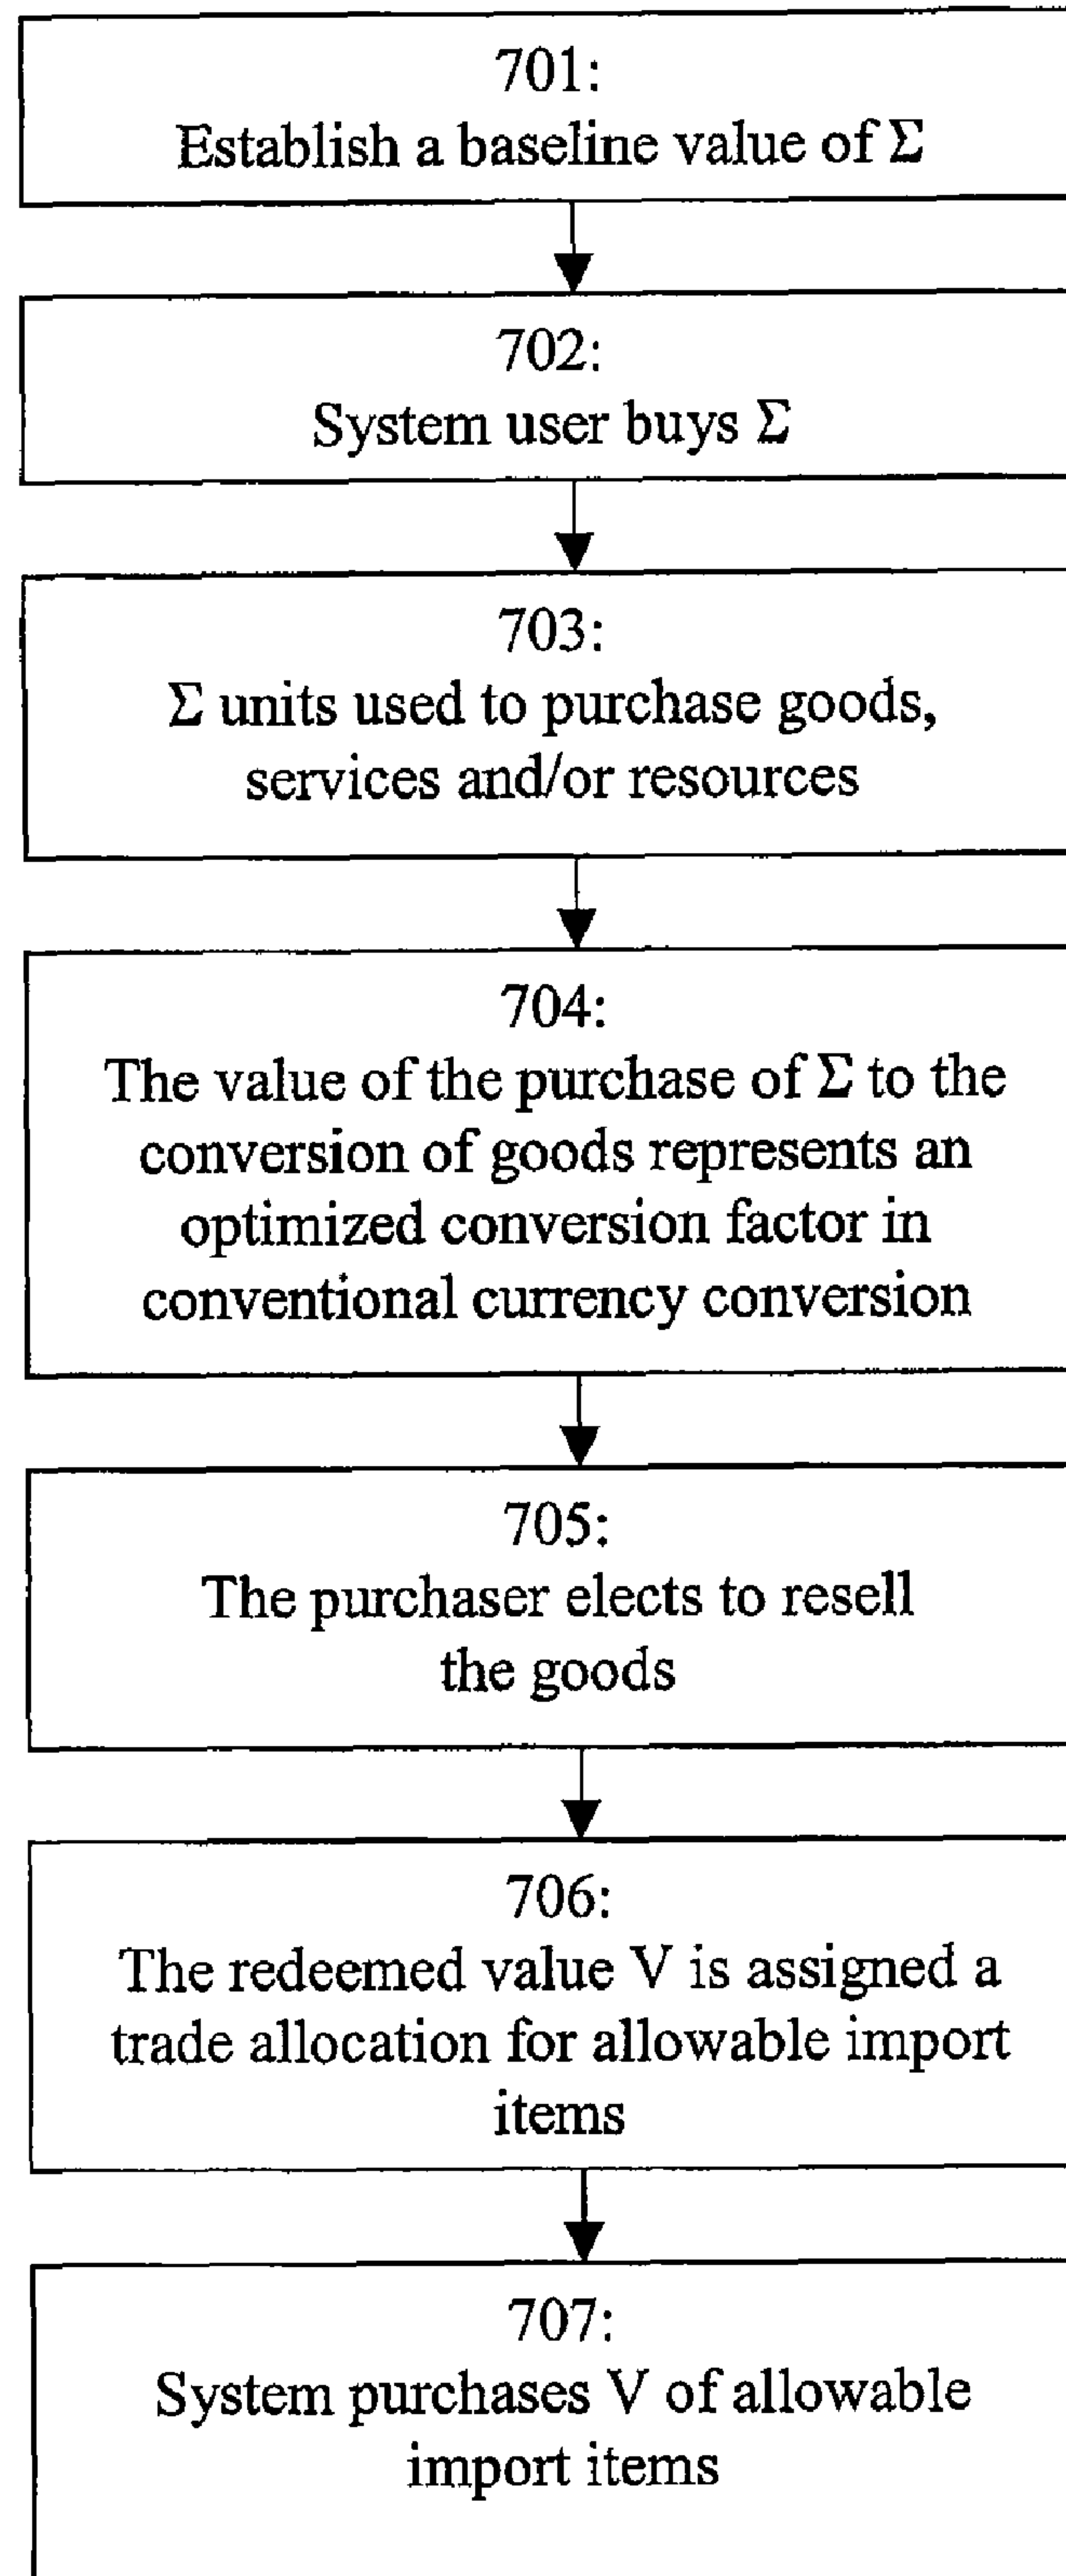 701:
Establish a baseline value of Σ
702:
System user buys Σ
703:
Σ units used to purchase goods,
services and/or resources
704:
The value of the purchase of Σ to the
conversion of goods represents an
optimized conversion factor in
conventional currency conversion
705:
The purchaser elects to resell
the goods
706:
The redeemed value V is assigned a
trade allocation for allowable import
items
707:
System purchases V of allowable
import items